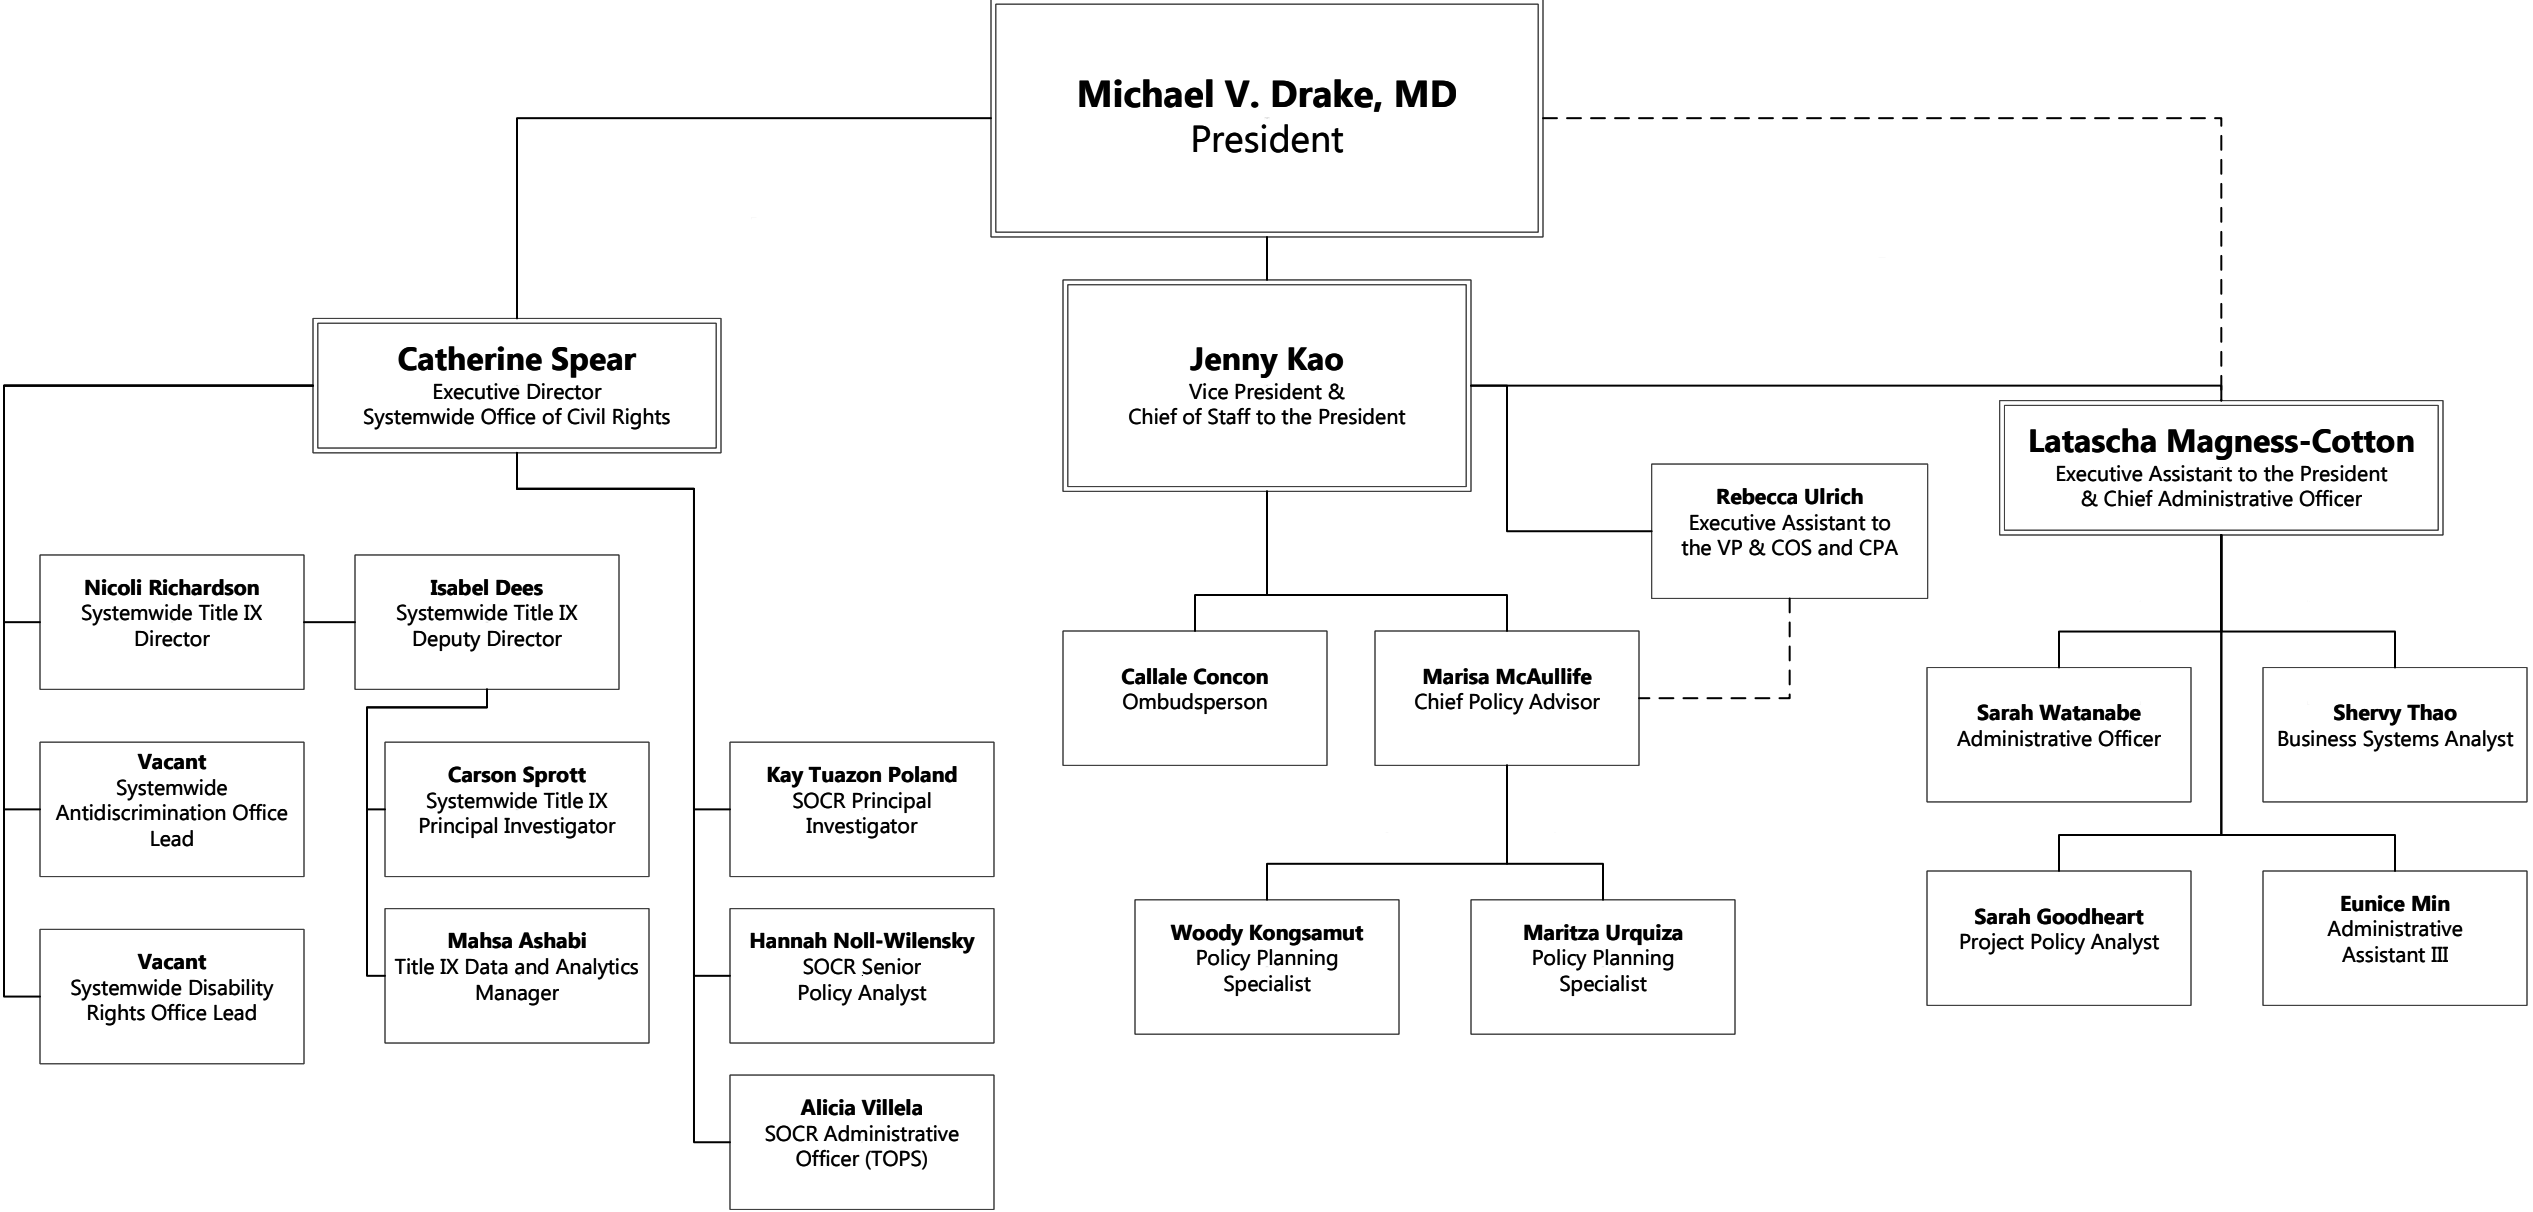 Michael V. Drake, MD
President
Catherine Spear
Executive Director
Systemwide Office of Civil Rights
Jenny Kao
Vice President &
Chief of Staff to the President
Latascha Magness-Cotton
Executive Assistant to the President
& Chief Administrative Officer
Rebecca Ulrich
Executive Assistant to
the VP & COS and CPA
Nicoli Richardson
Systemwide Title IX
Director
Isabel Dees
Systemwide Title IX
Deputy Director
Callale Concon
Ombudsperson
Marisa McAullife
Chief Policy Advisor
Sarah Watanabe
Administrative Officer
Shervy Thao
Business Systems Analyst
Vacant
Systemwide
Antidiscrimination Office
Lead
Carson Sprott
Systemwide Title IX
Principal Investigator
Kay Tuazon Poland
SOCR Principal
Investigator
Woody Kongsamut
Policy Planning
Specialist
Maritza Urquiza
Policy Planning
Specialist
Sarah Goodheart
Project Policy Analyst
Eunice Min
Administrative
Assistant III
Vacant
Systemwide Disability
Rights Office Lead
Mahsa Ashabi
Title IX Data and Analytics
Manager
Hannah Noll-Wilensky
SOCR Senior
Policy Analyst
Alicia Villela
SOCR Administrative
Officer (TOPS)